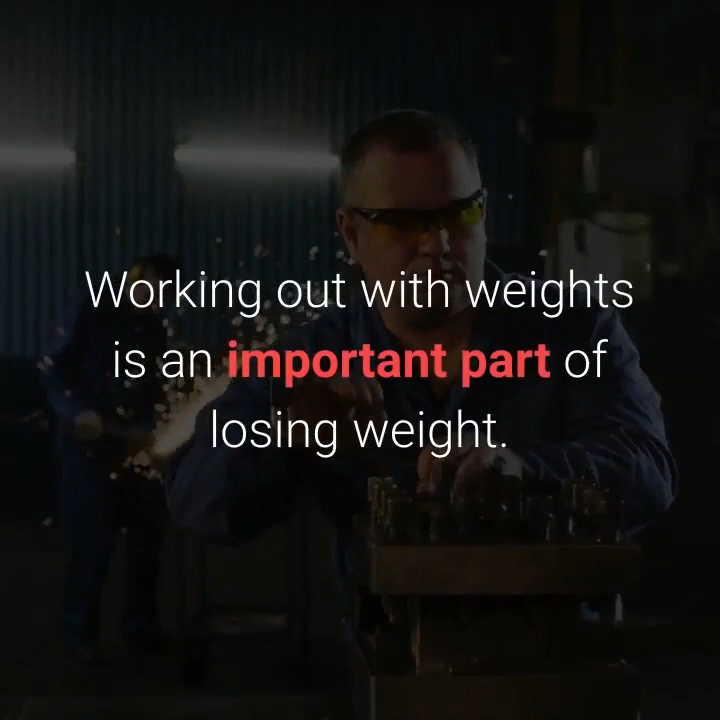 Working out with weights
is an important part of
losing weight.